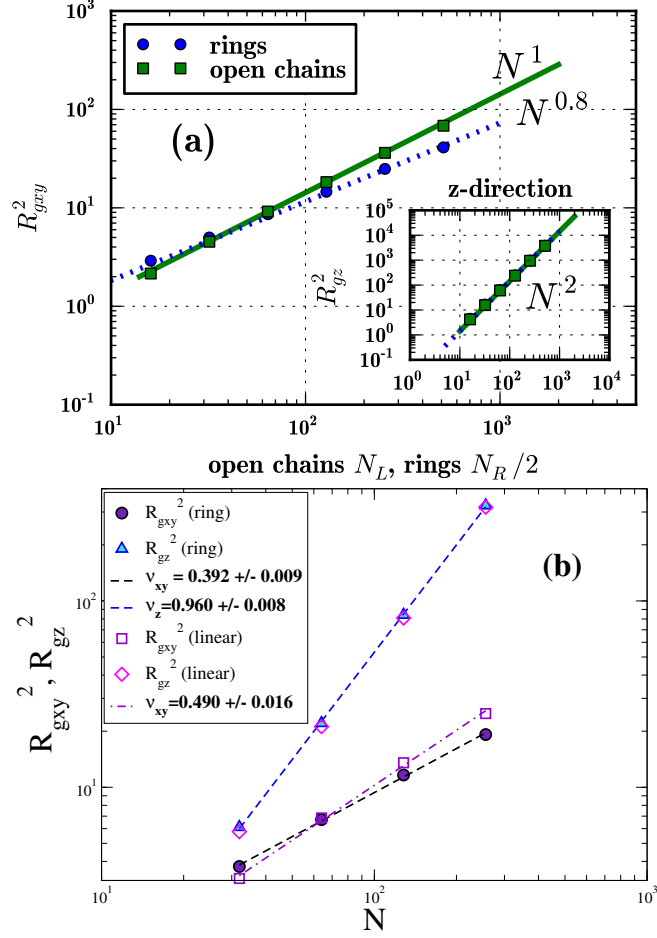 10^3
10^2
10^1
10^0
10^-1
R^2_gxy
rings
open chains
(a)
N^1
N^0.8
z-direction
R^2_gz
10^5
10^4
10^3
10^2
10^1
10^0
10^-1
N^2
10^0 10^1 10^2 10^3 10^4
10^1 10^2 10^3
open chains N_L, rings N_R/2
R_gxy^2 (ring)
R_gz^2 (ring)
ν_xy = 0.392 +/- 0.009
ν_z=0.960 +/- 0.008
R_gxy^2 (linear)
R_gz^2 (linear)
ν_xy=0.490 +/- 0.016
(b)
R_gxy^2, R_gz^2
10^2
10^1
10^1 10^2 10^3
N